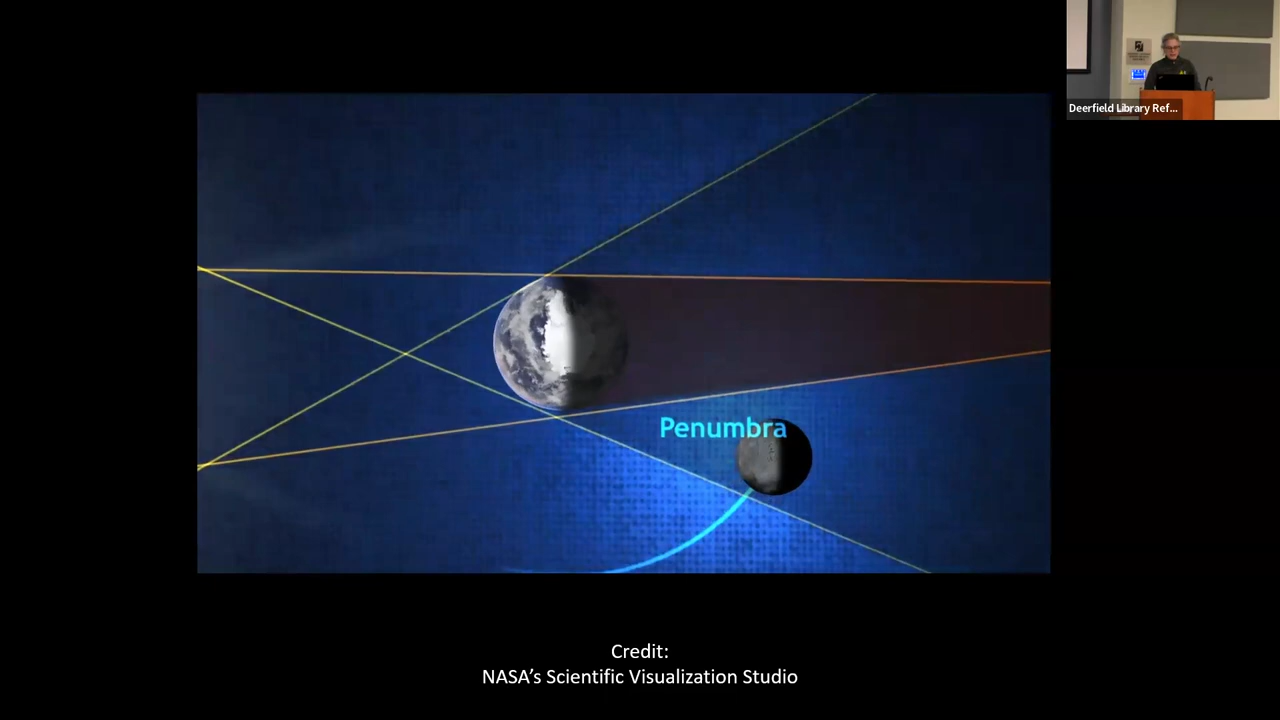 Deerfield Library Ref...
Penumbra
Credit:
NASA's Scientific Visualization Studio